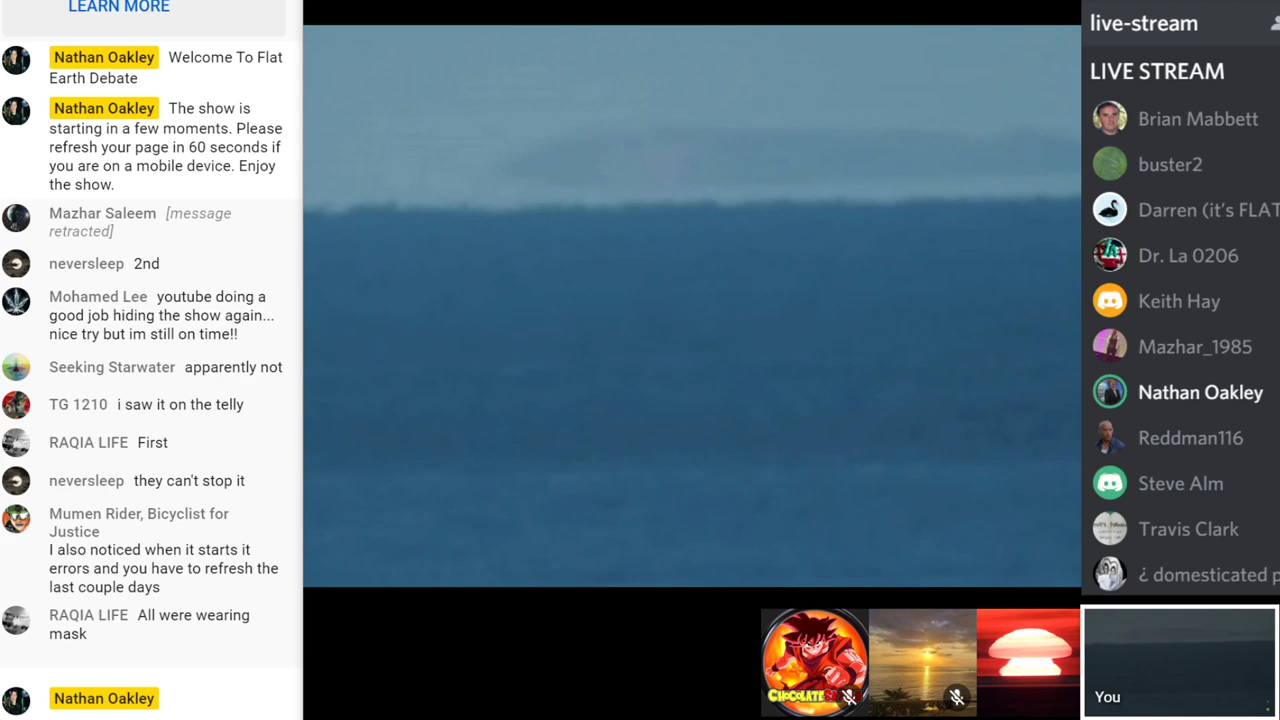 LEARN MORE
Nathan Oakley Welcome To Flat
Earth Debate
Nathan Oakley The show is
starting in a few moments. Please
refresh your page in 60 seconds if
you are on a mobile device. Enjoy
the show.
Mazhar Saleem [message
retracted]
neversleep 2nd
Mohamed Lee youtube doing a
good job hiding the show again...
nice try but im still on time!!
Seeking Starwater apparently not
TG 1210 i saw it on the telly
RAQIA LIFE First
neversleep they can't stop it
Mumen Rider, Bicyclist for
Justice
I also noticed when it starts it
errors and you have to refresh the
last couple days
RAQIA LIFE All were wearing
mask
Nathan Oakley
live-stream
LIVE STREAM
Brian Mabbett
buster2
Darren (it's FLAT
Dr. La 0206
Keith Hay
Mazhar_1985
Nathan Oakley
Reddman116
Steve Alm
Travis Clark
¿ domesticated p
You